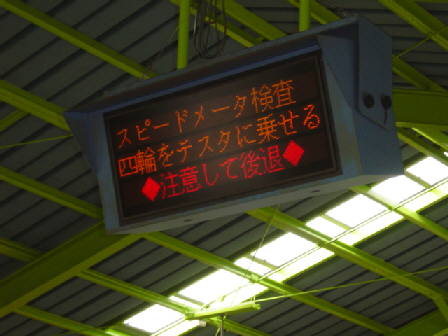 スピードメータ検査
四輪をテスタに乗せる
◆注意して後退◆